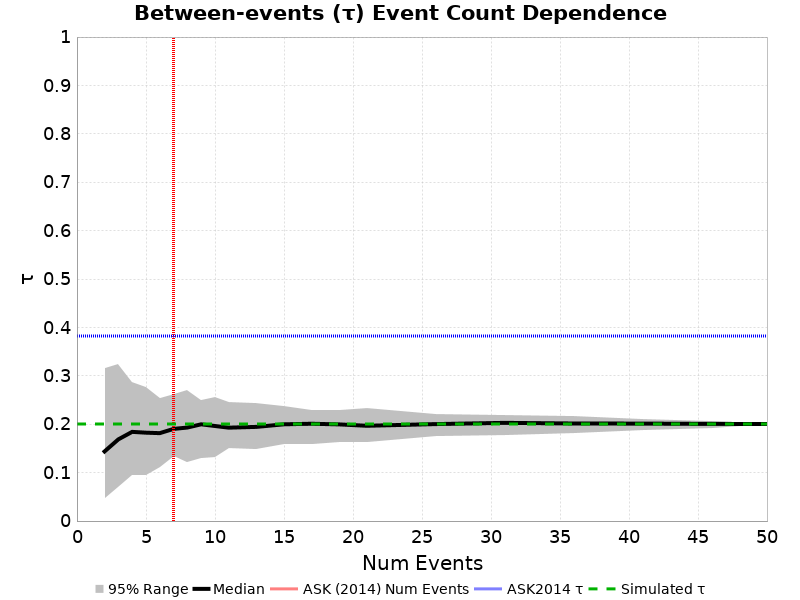 Between-events (τ) Event Count Dependence
1
0.9
0.8
0.7
0.6
0.5
0.4
0.3
0.2
0.1
0
τ
0 5 10 15 20 25 30 35 40 45 50
Num Events
95% Range Median ASK (2014) Num Events ASK2014 τ Simulated τ